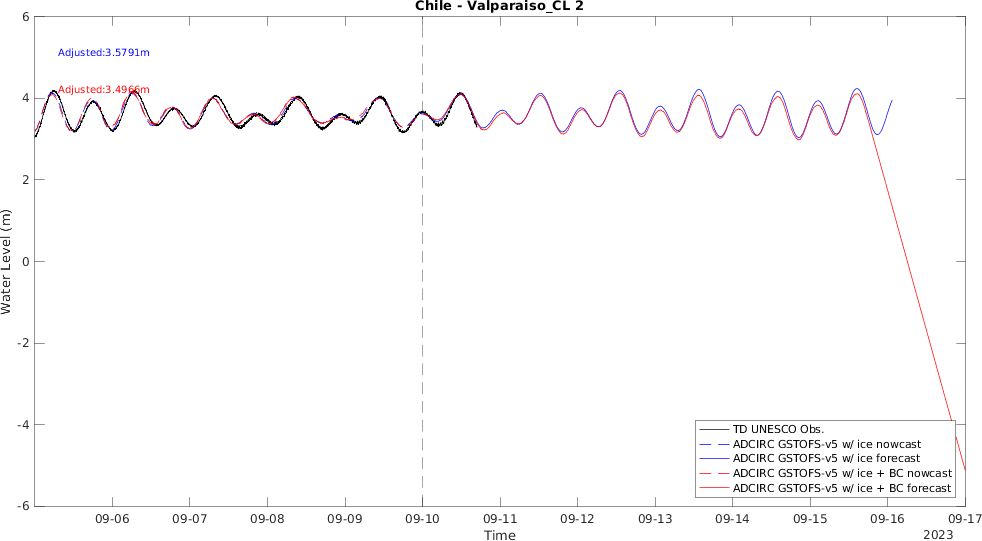 Chile - Valparaiso_CL 2
Adjusted:3.5791m
Adjusted:3.4966m
Water Level (m)
6
4
2
0
-2
-4
-6
TD UNESCO Obs.
ADCIRC GSTOFS-v5 w/ ice nowcast
ADCIRC GSTOFS-v5 w/ ice forecast
ADCIRC GSTOFS-v5 w/ ice + BC nowcast
ADCIRC GSTOFS-v5 w/ ice + BC forecast
09-06 09-07 09-08 09-09 09-10 09-11 09-12 09-13 09-14 09-15 09-16 09-17
Time
2023